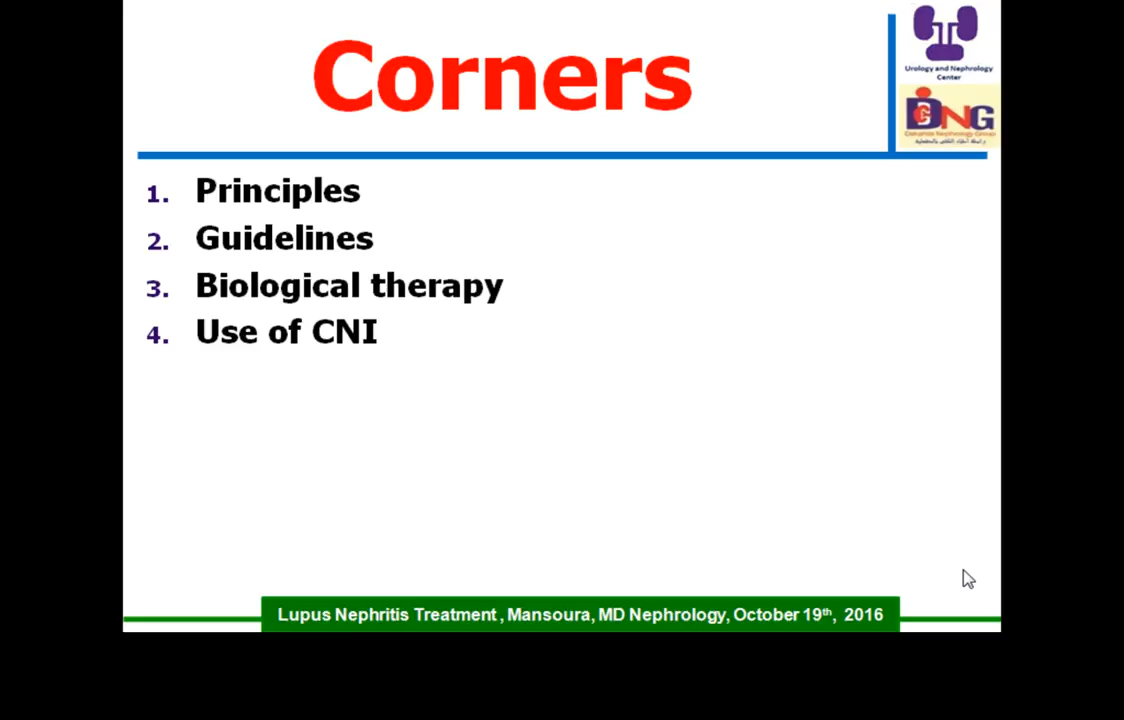 Corners
Urology and Nephrology
Center
DNG
1. Principles
2. Guidelines
3. Biological therapy
4. Use of CNI
Lupus Nephritis Treatment , Mansoura, MD Nephrology, October 19th, 2016